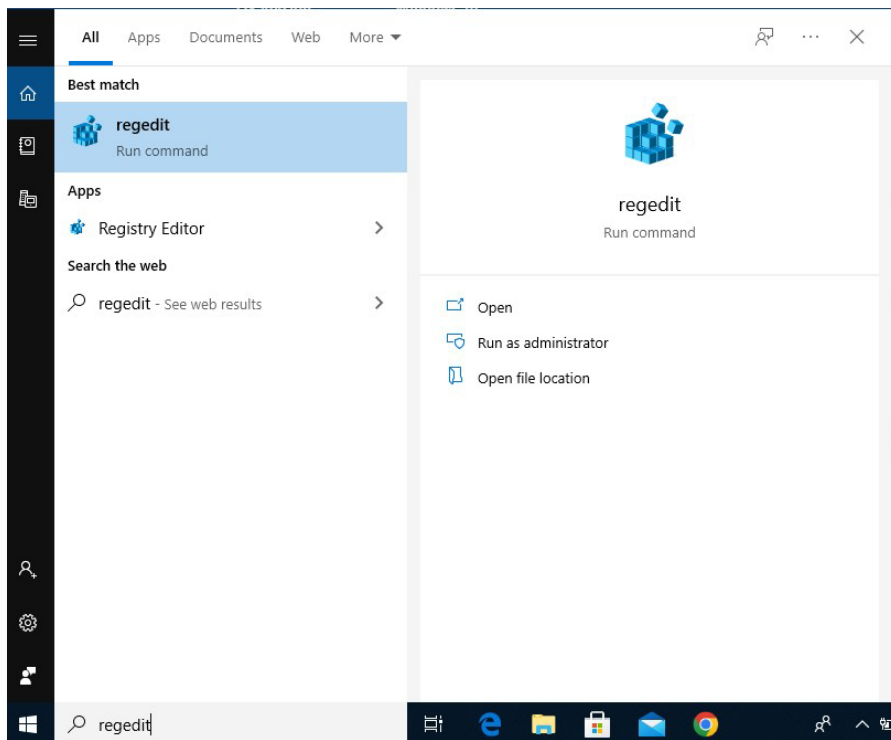 All Apps Documents Web More
Best match
regedit
Run command
Apps
Registry Editor
Search the web
regedit - See web results
regedit
Run command
Open
Run as administrator
Open file location
regedit